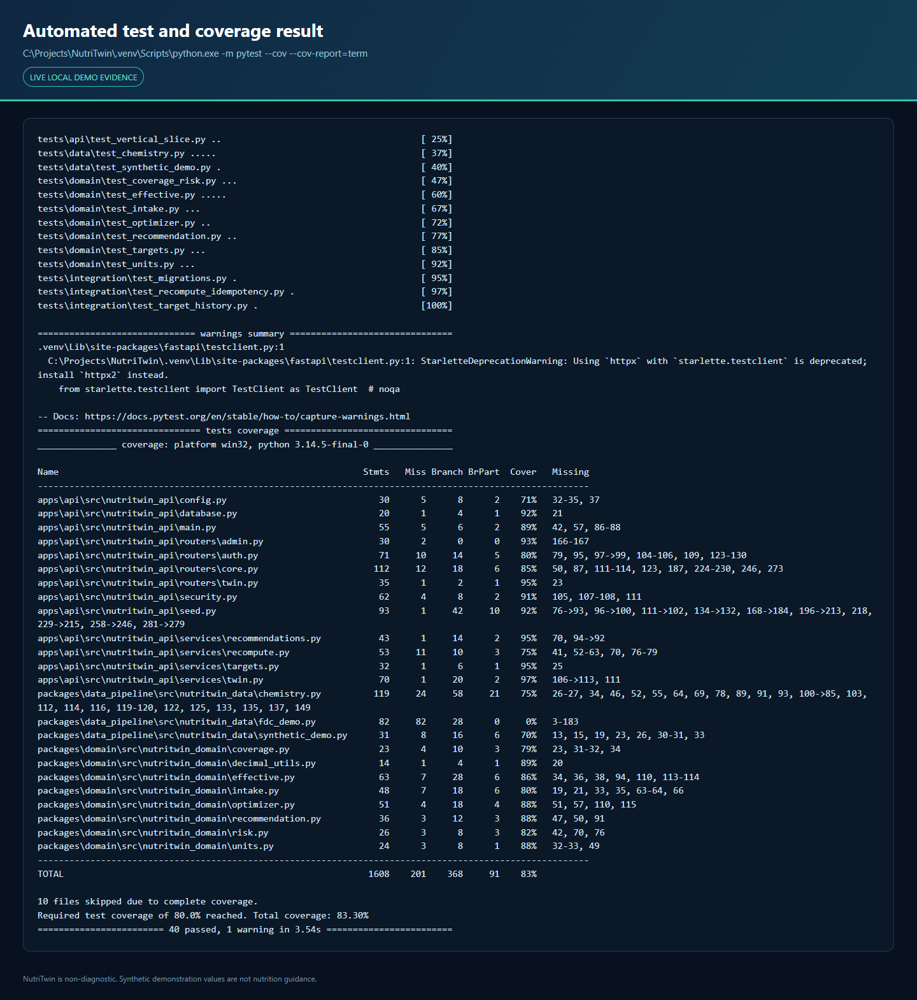 Automated test and coverage result
C:\Projects\NutriTwin\.venv\Scripts\python.exe -m pytest --cov --cov-report=term
LIVE LOCAL DEMO EVIDENCE
tests\api\test_vertical_slice.py .. [ 25%]
tests\data\test_chemistry.py ..... [ 37%]
tests\data\test_synthetic_demo.py . [ 40%]
tests\domain\test_coverage_risk.py ... [ 47%]
tests\domain\test_effective.py ..... [ 60%]
tests\domain\test_intake.py ... [ 67%]
tests\domain\test_optimizer.py .. [ 72%]
tests\domain\test_recommendation.py .. [ 77%]
tests\domain\test_targets.py ... [ 85%]
tests\domain\test_units.py ... [ 92%]
tests\integration\test_migrations.py . [ 95%]
tests\integration\test_recompute_idempotency.py . [ 97%]
tests\integration\test_target_history.py . [100%]
============================== warnings summary ===============================
.venv\Lib\site-packages\fastapi\testclient.py:1
C:\Projects\NutriTwin\.venv\Lib\site-packages\fastapi\testclient.py:1: StarletteDeprecationWarning: Using `httpx` with `starlette.testclient` is deprecated;
install `httpx2` instead.
from starlette.testclient import TestClient as TestClient  # noqa
-- Docs: https://docs.pytest.org/en/stable/how-to/capture-warnings.html
=============================== tests coverage ================================
_______________ coverage: platform win32, python 3.14.5-final-0 _______________
Name Stmts Miss Branch BrPart Cover Missing
---------------------------------------------------------------------------------------------------------
apps\api\src\nutritwin_api\config.py 30 5 8 2 71% 32-35, 37
apps\api\src\nutritwin_api\database.py 20 1 4 1 92% 21
apps\api\src\nutritwin_api\main.py 55 5 6 2 89% 42, 57, 86-88
apps\api\src\nutritwin_api\routers\admin.py 30 2 0 0 93% 166-167
apps\api\src\nutritwin_api\routers\auth.py 71 10 14 5 80% 79, 95, 97->99, 104-106, 109, 123-130
apps\api\src\nutritwin_api\routers\core.py 112 12 18 6 85% 50, 87, 111-114, 123, 187, 224-230, 246, 273
apps\api\src\nutritwin_api\routers\twin.py 35 1 2 1 95% 23
apps\api\src\nutritwin_api\security.py 62 4 8 2 91% 105, 107-108, 111
apps\api\src\nutritwin_api\seed.py 93 1 42 10 92% 76->93, 96->100, 111->102, 134->132, 168->184, 196->213, 218,
229->215, 258->246, 281->279
apps\api\src\nutritwin_api\services\recommendations.py 43 1 14 2 95% 70, 94->92
apps\api\src\nutritwin_api\services\recompute.py 53 11 10 3 75% 41, 52-63, 70, 76-79
apps\api\src\nutritwin_api\services\targets.py 32 1 6 1 95% 25
apps\api\src\nutritwin_api\services\twin.py 70 1 20 2 97% 106->113, 111
packages\data_pipeline\src\nutritwin_data\chemistry.py 119 24 58 21 75% 26-27, 34, 46, 52, 55, 64, 69, 78, 89, 91, 93, 100->85, 103,
112, 114, 116, 119-120, 122, 125, 133, 135, 137, 149
packages\data_pipeline\src\nutritwin_data\fdc_demo.py 82 82 28 0 0% 3-183
packages\data_pipeline\src\nutritwin_data\synthetic_demo.py 31 8 16 6 70% 13, 15, 19, 23, 26, 30-31, 33
packages\domain\src\nutritwin_domain\coverage.py 23 4 10 3 79% 23, 31-32, 34
packages\domain\src\nutritwin_domain\decimal_utils.py 14 1 4 1 89% 20
packages\domain\src\nutritwin_domain\effective.py 63 7 28 6 86% 34, 36, 38, 94, 110, 113-114
packages\domain\src\nutritwin_domain\intake.py 48 7 18 6 80% 19, 21, 33, 35, 63-64, 66
packages\domain\src\nutritwin_domain\optimizer.py 51 4 18 4 88% 51, 57, 110, 115
packages\domain\src\nutritwin_domain\recommendation.py 36 3 12 3 88% 47, 50, 91
packages\domain\src\nutritwin_domain\risk.py 26 3 8 3 82% 42, 70, 76
packages\domain\src\nutritwin_domain\units.py 24 3 8 1 88% 32-33, 49
---------------------------------------------------------------------------------------------------------
TOTAL 1608 201 368 91 83%
10 files skipped due to complete coverage.
Required test coverage of 80.0% reached. Total coverage: 83.30%
======================== 40 passed, 1 warning in 3.54s ========================
NutriTwin is non-diagnostic. Synthetic demonstration values are not nutrition guidance.